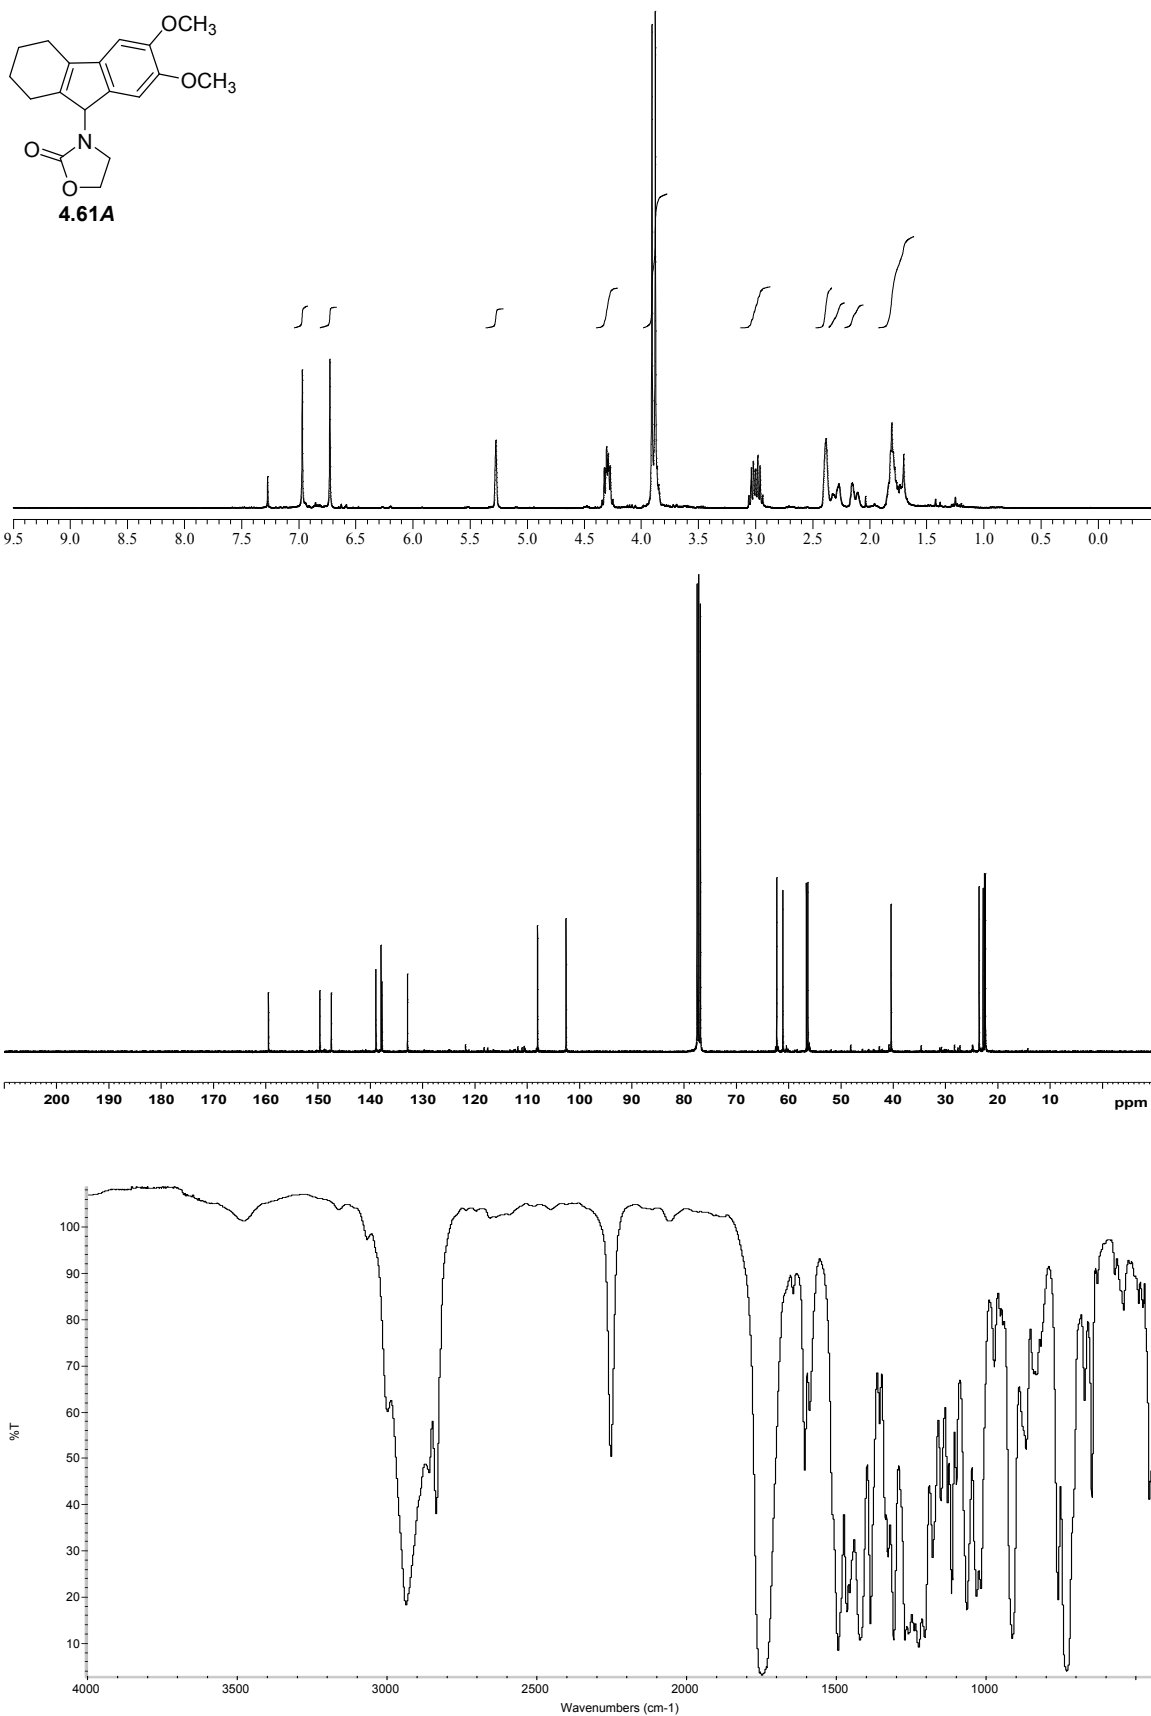 OCH3
OCH3
N
O
O
4.61A
9.5 9.0 8.5 8.0 7.5 7.0 6.5 6.0 5.5 5.0 4.5 4.0 3.5 3.0 2.5 2.0 1.5 1.0 0.5 0.0
200 190 180 170 160 150 140 130 120 110 100 90 80 70 60 50 40 30 20 10 ppm
100
90
80
70
60
50
40
30
20
10
%T
4000 3500 3000 2500 2000 1500 1000
Wavenumbers (cm-1)